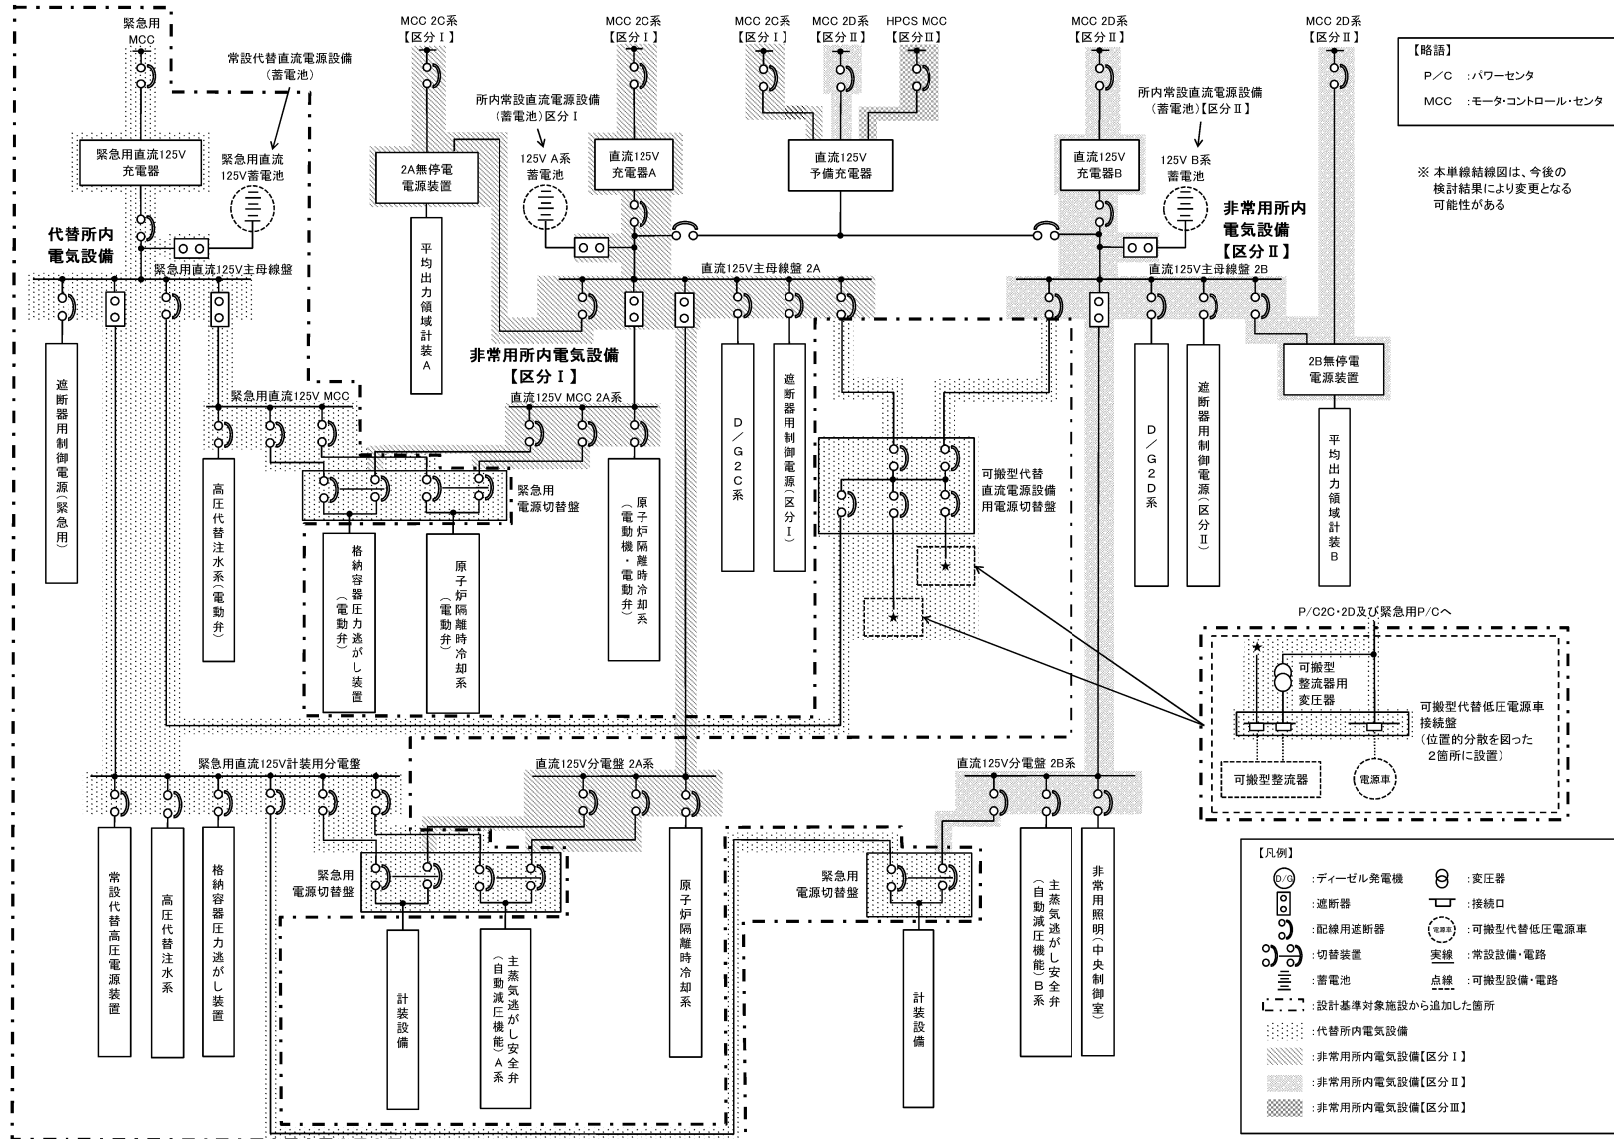 緊急用
MCC
常設代替直流電源設備
(蓄電池)
MCC 2C系
【区分Ⅰ】
所内常設直流電源設備
(蓄電池)区分Ⅰ
MCC 2C系
【区分Ⅰ】
MCC 2C系
【区分Ⅰ】
MCC 2D系
【区分Ⅱ】
HPCS MCC
【区分Ⅲ】
MCC 2D系
【区分Ⅱ】
所内常設直流電源設備
(蓄電池)【区分Ⅱ】
MCC 2D系
【区分Ⅱ】
【略語】
P/C :パワーセンタ
MCC :モータ・コントロール・センタ
※ 本単線結線図は、今後の
検討結果により変更となる
可能性がある
緊急用直流125V
充電器
緊急用直流
125V蓄電池
2A無停電
電源装置
125V A系
蓄電池
直流125V
充電器A
直流125V
予備充電器
直流125V
充電器B
125V B系
蓄電池
代替所内
電気設備
非常用所内
電気設備
【区分Ⅱ】
緊急用直流125V主母線盤
直流125V主母線盤 2A
直流125V主母線盤 2B
遮断器用制御電源(緊急用)
平均出力領域計装A
非常用所内電気設備
【区分Ⅰ】
D/G2C系
遮断器用制御電源(区分Ⅰ)
D/G2D系
遮断器用制御電源(区分Ⅱ)
2B無停電
電源装置
平均出力領域計装B
緊急用直流125V MCC
直流125V MCC 2A系
高圧代替注水系(電動弁)
緊急用
電源切替盤
格納容器圧力逃がし装置
(電動弁)
原子炉隔離時冷却系
(電動弁)
原子炉隔離時冷却系
(電動機・電動弁)
可搬型代替
直流電源設備
用電源切替盤
★
★
P/C2C・2D及び緊急用P/Cへ
★
可搬型
整流器用
変圧器
可搬型代替低圧電源車
接続盤
(位置的分散を図った
2箇所に設置)
可搬型整流器
電源車
緊急用直流125V計装用分電盤
直流125V分電盤 2A系
直流125V分電盤 2B系
常設代替高圧電源装置
高圧代替注水系
格納容器圧力逃がし装置
緊急用
電源切替盤
計装設備
主蒸気逃がし安全弁
(自動減圧機能)A系
原子炉隔離時冷却系
緊急用
電源切替盤
計装設備
主蒸気逃がし安全弁
(自動減圧機能)B系
非常用照明(中央制御室)
【凡例】
D/G :ディーゼル発電機
:変圧器
:遮断器
:接続口
:配線用遮断器
電源車 :可搬型代替低圧電源車
:切替装置
実線 :常設設備・電路
:蓄電池
点線 :可搬型設備・電路
:設計基準対象施設から追加した箇所
:代替所内電気設備
:非常用所内電気設備【区分Ⅰ】
:非常用所内電気設備【区分Ⅱ】
:非常用所内電気設備【区分Ⅲ】